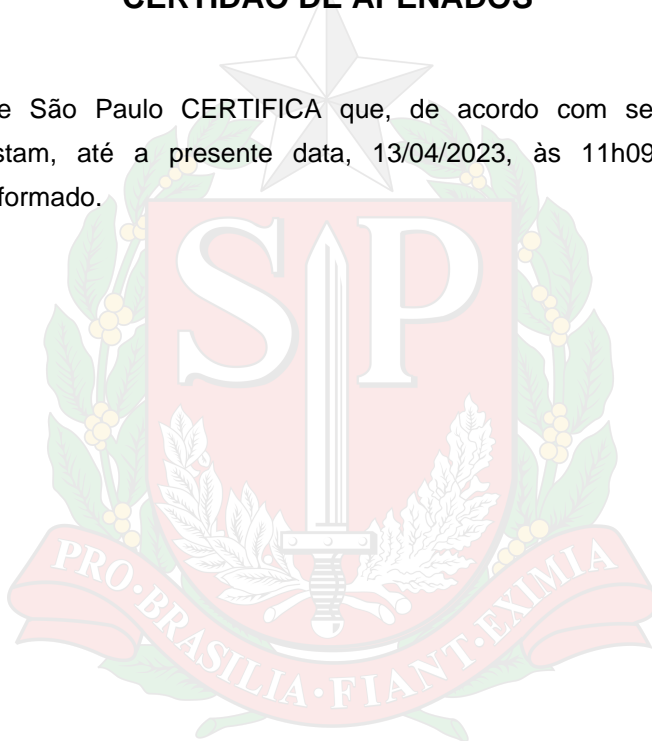 CERTIDÃO DE APENADOS
e São Paulo CERTIFICA que, de acordo com se
stam, até a presente data, 13/04/2023, às 11h09
formado.
SP
PRO·BRASILIA·FIANT·EXIMIA